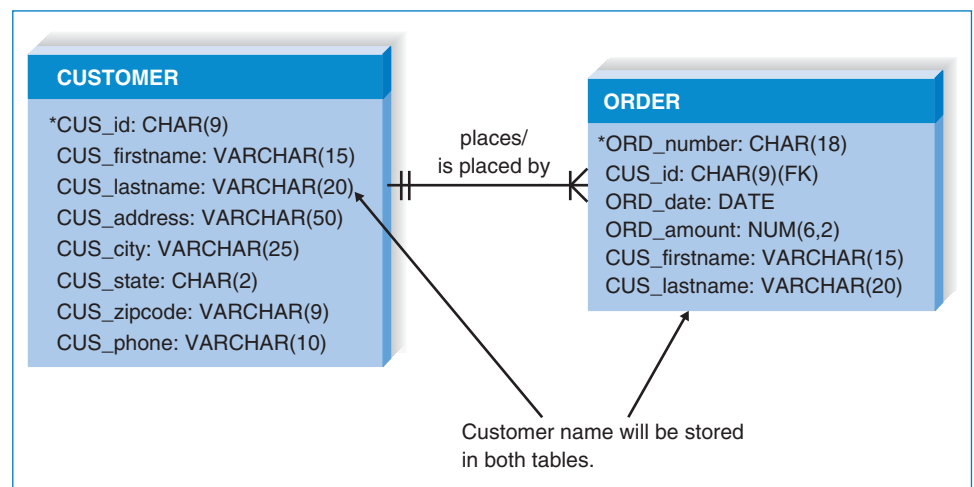 CUSTOMER
*CUS_id: CHAR(9)
CUS_firstname: VARCHAR(15)
CUS_lastname: VARCHAR(20)
CUS_address: VARCHAR(50)
CUS_city: VARCHAR(25)
CUS_state: CHAR(2)
CUS_zipcode: VARCHAR(9)
CUS_phone: VARCHAR(10)
places/
is placed by
ORDER
*ORD_number: CHAR(18)
CUS_id: CHAR(9)(FK)
ORD_date: DATE
ORD_amount: NUM(6,2)
CUS_firstname: VARCHAR(15)
CUS_lastname: VARCHAR(20)
Customer name will be stored
in both tables.